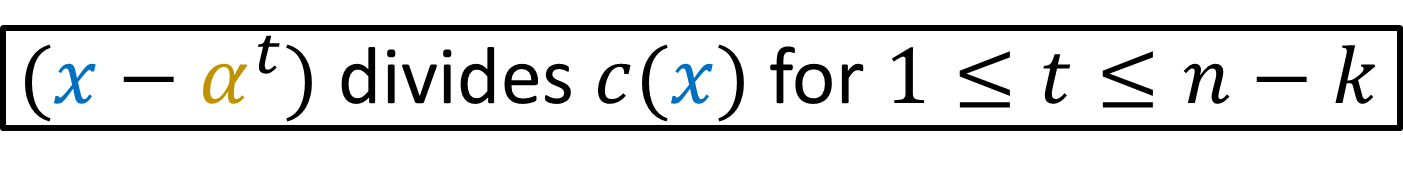 (x − α^t) divides c(x) for 1 ≤ t ≤ n − k